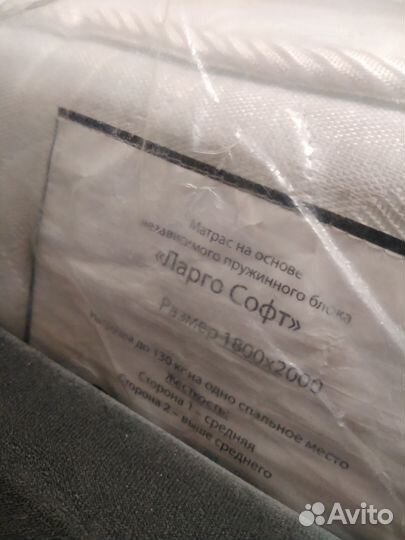 Матрас на основе
независимого пружинного блока
«Ларго Софт»
Размер 1800х2000
Нагрузка до 130 кг на одно спальное место
Жесткость:
Сторона 1 – средняя
Сторона 2 – выше среднего
Avito